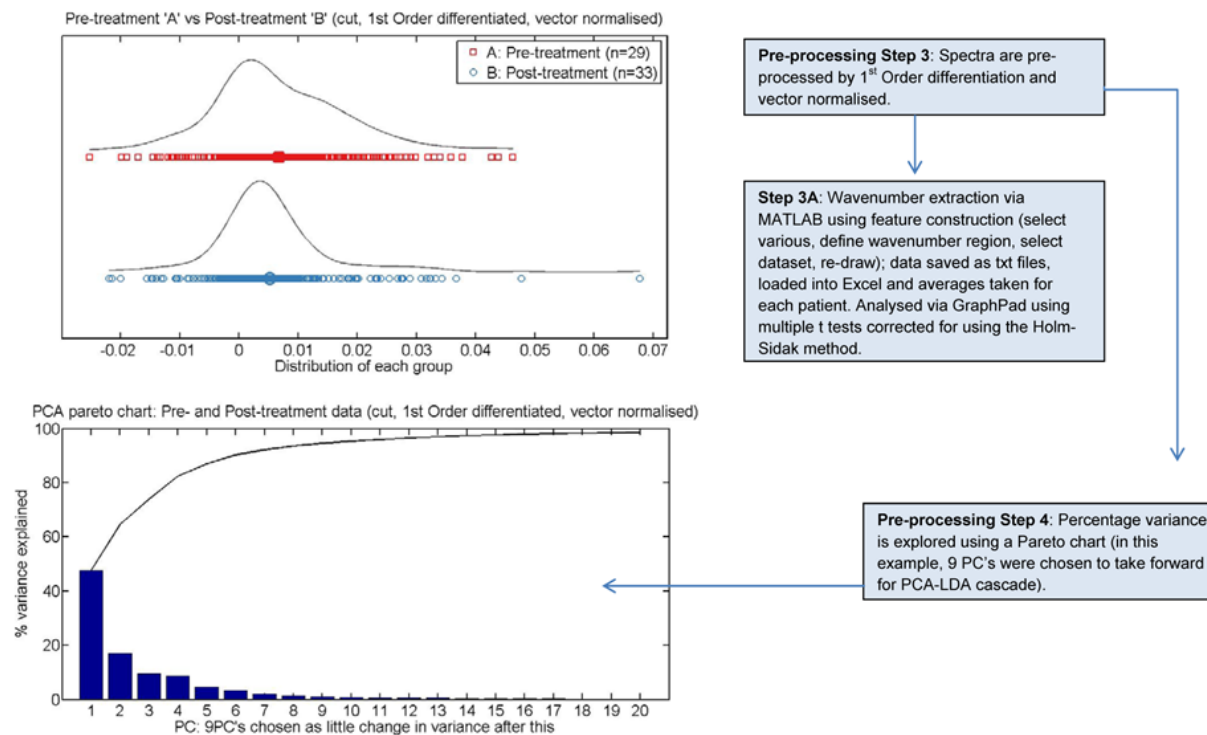 Pre-treatment 'A' vs Post-treatment 'B' (cut, 1st Order differentiated, vector normalised)
A: Pre-treatment (n=29)
B: Post-treatment (n=33)
-0.02 -0.01 0 0.01 0.02 0.03 0.04 0.05 0.06 0.07
Distribution of each group
Pre-processing Step 3: Spectra are pre-
processed by 1st Order differentiation and
vector normalised.
Step 3A: Wavenumber extraction via
MATLAB using feature construction (select
various, define wavenumber region, select
dataset, re-draw); data saved as txt files,
loaded into Excel and averages taken for
each patient. Analysed via GraphPad using
multiple t tests corrected for using the Holm-
Sidak method.
PCA pareto chart: Pre- and Post-treatment data (cut, 1st Order differentiated, vector normalised)
% variance explained
100
80
60
40
20
0
1 2 3 4 5 6 7 8 9 10 11 12 13 14 15 16 17 18 19 20
PC: 9PC's chosen as little change in variance after this
Pre-processing Step 4: Percentage variance
is explored using a Pareto chart (in this
example, 9 PC's were chosen to take forward
for PCA-LDA cascade).